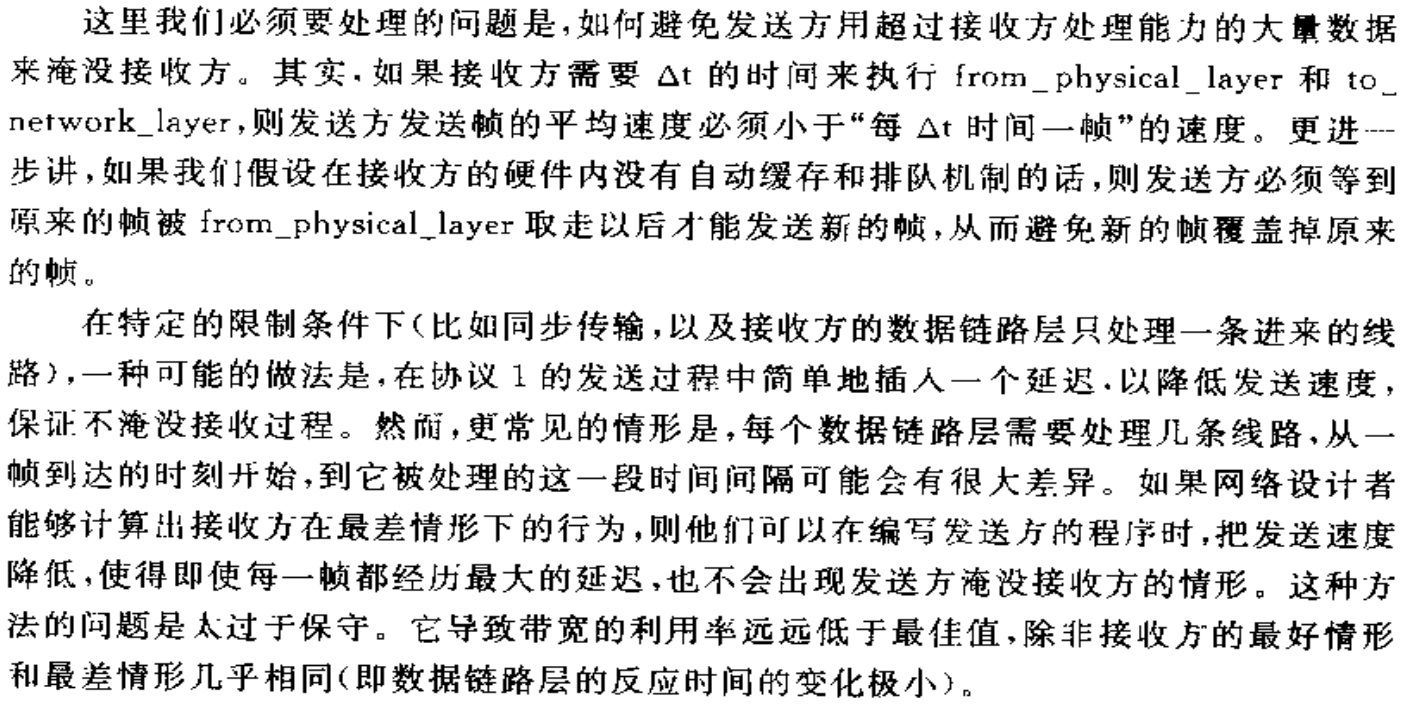 这里我们必须要处理的问题是,如何避免发送方用超过接收方处理能力的大量数据
来淹没接收方。其实,如果接收方需要 Δt 的时间来执行 from_physical_layer 和 to_
network_layer,则发送方发送帧的平均速度必须小于“每 Δt 时间一帧”的速度。更进一
步讲,如果我们假设在接收方的硬件内没有自动缓存和排队机制的话,则发送方必须等到
原来的帧被 from_physical_layer 取走以后才能发送新的帧,从而避免新的帧覆盖掉原来
的帧。
在特定的限制条件下(比如同步传输,以及接收方的数据链路层只处理一条进来的线
路),一种可能的做法是,在协议 1 的发送过程中简单地插入一个延迟,以降低发送速度,
保证不淹没接收过程。然而,更常见的情形是,每个数据链路层需要处理几条线路,从一
帧到达的时刻开始,到它被处理的这一段时间间隔可能会有很大差异。如果网络设计者
能够计算出接收方在最差情形下的行为,则他们可以在编写发送方的程序时,把发送速度
降低,使得即使每一帧都经历最大的延迟,也不会出现发送方淹没接收方的情形。这种方
法的问题是太过于保守。它导致带宽的利用率远远低于最佳值,除非接收方的最好情形
和最差情形几乎相同(即数据链路层的反应时间的变化极小)。